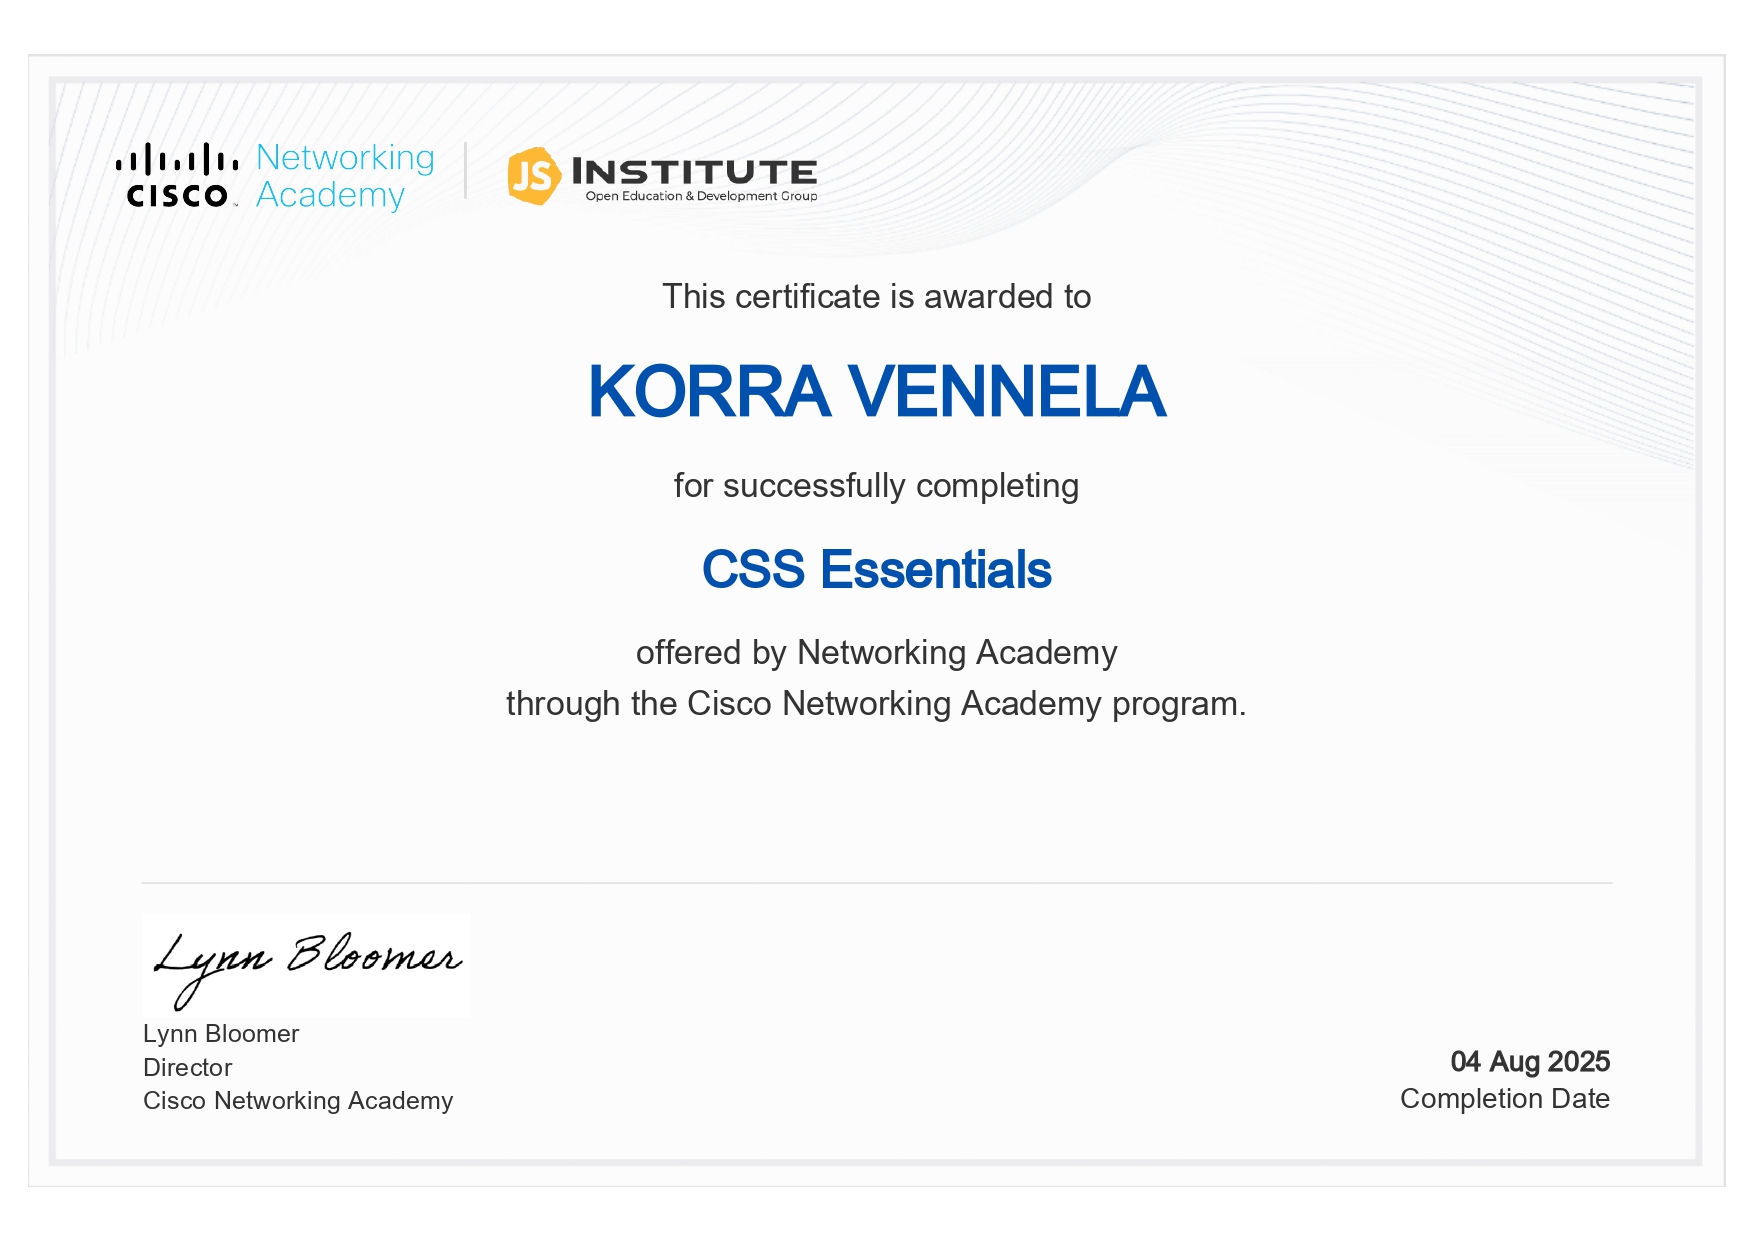 CISCO
Networking
Academy
JS INSTITUTE
Open Education & Development Group
This certificate is awarded to
KORRA VENNELA
for successfully completing
CSS Essentials
offered by Networking Academy
through the Cisco Networking Academy program.
Lynn Bloomer
Lynn Bloomer
Director
Cisco Networking Academy
04 Aug 2025
Completion Date